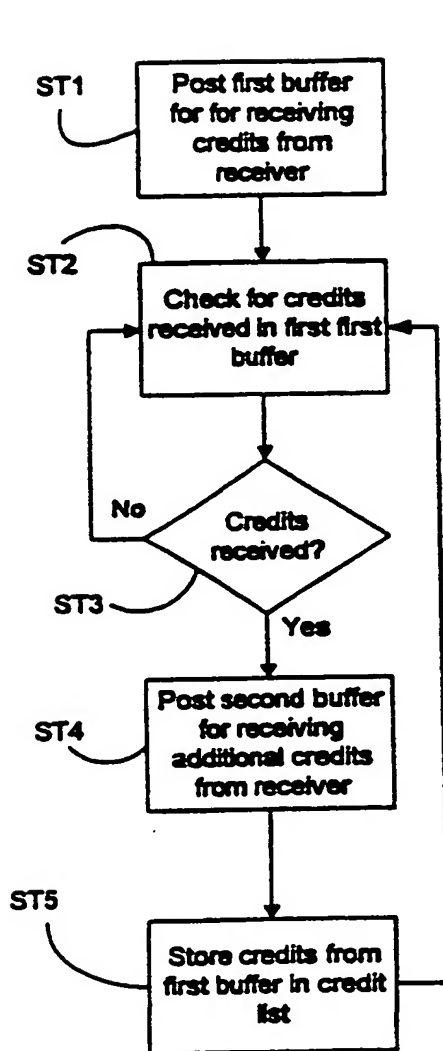 ST1
Post first buffer
for for receiving
credits from
receiver
ST2
Check for credits
received in first first
buffer
No
Credits
received?
ST3
Yes
Post second buffer
for receiving
additional credits
from receiver
ST4
ST5
Store credits from
first buffer in credit
list